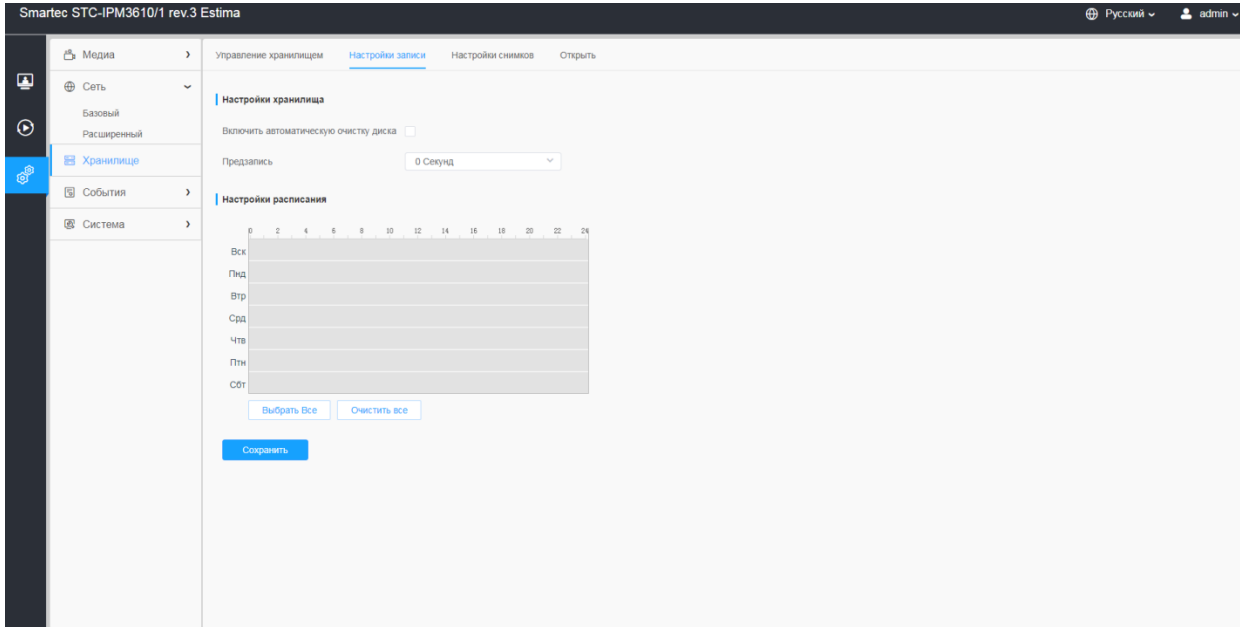 Smartec STC-IPM3610/1 rev.3 Estima
Русский
admin
Медиа
Сеть
Базовый
Расширенный
Хранилище
События
Система
Управление хранилищем
Настройки записи
Настройки снимков
Открыть
Настройки хранилища
Включить автоматическую очистку диска
Предзапись
0 Секунд
Настройки расписания
0 2 4 6 8 10 12 14 16 18 20 22 24
Вск
Пнд
Втр
Срд
Чтв
Птн
Сбт
Выбрать Все
Очистить все
Сохранить